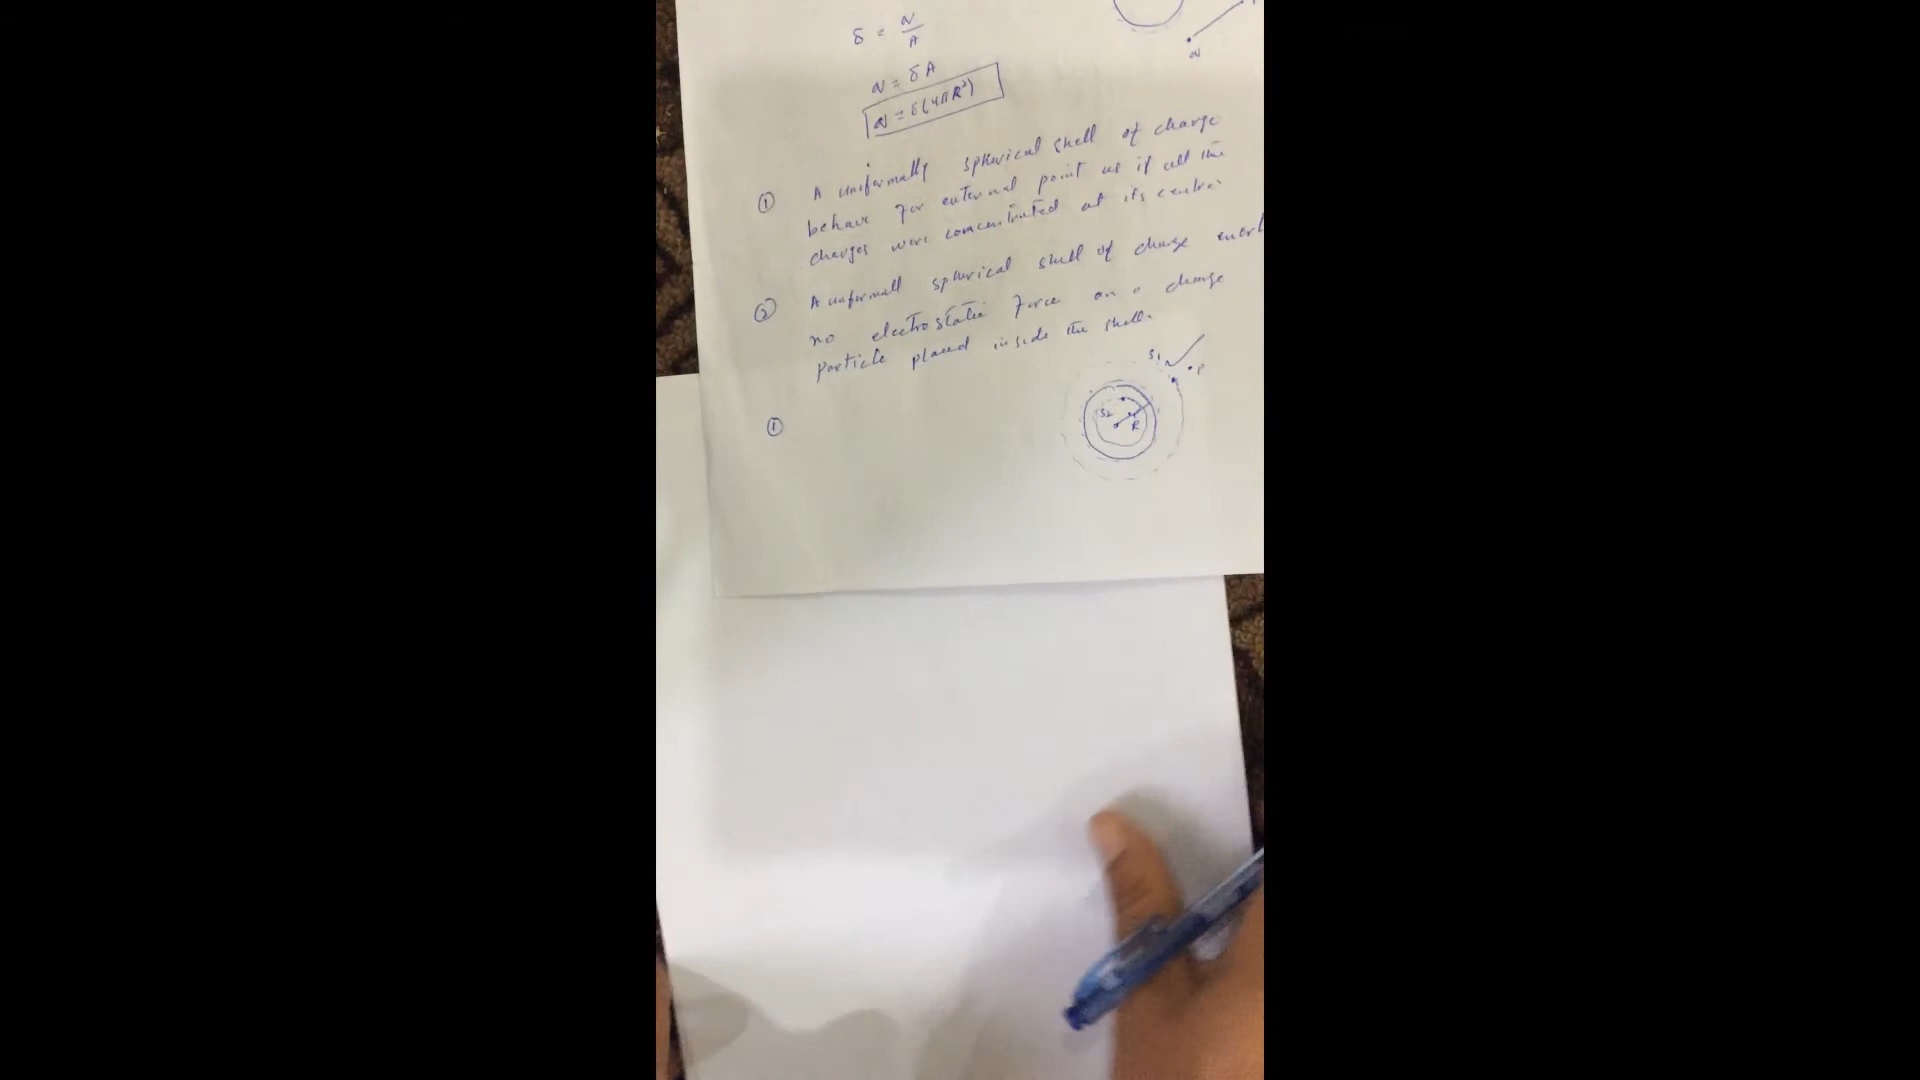 δ = q/A
q = δA
q = δ(4πR²)
q
① A uniformally spherical shell of charge
behave for external point as if all the
charges were concentrated at its centre.
② A unformall spherical shell of charge exert
no electrostatic force on a charge
particle placed inside the shell.
S₁
P
S₂
R
①